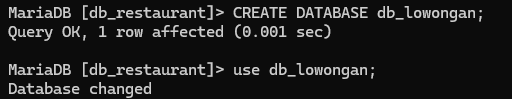 MariaDB [db_restaurant]> CREATE DATABASE db_lowongan;
Query OK, 1 row affected (0.001 sec)
MariaDB [db_restaurant]> use db_lowongan;
Database changed